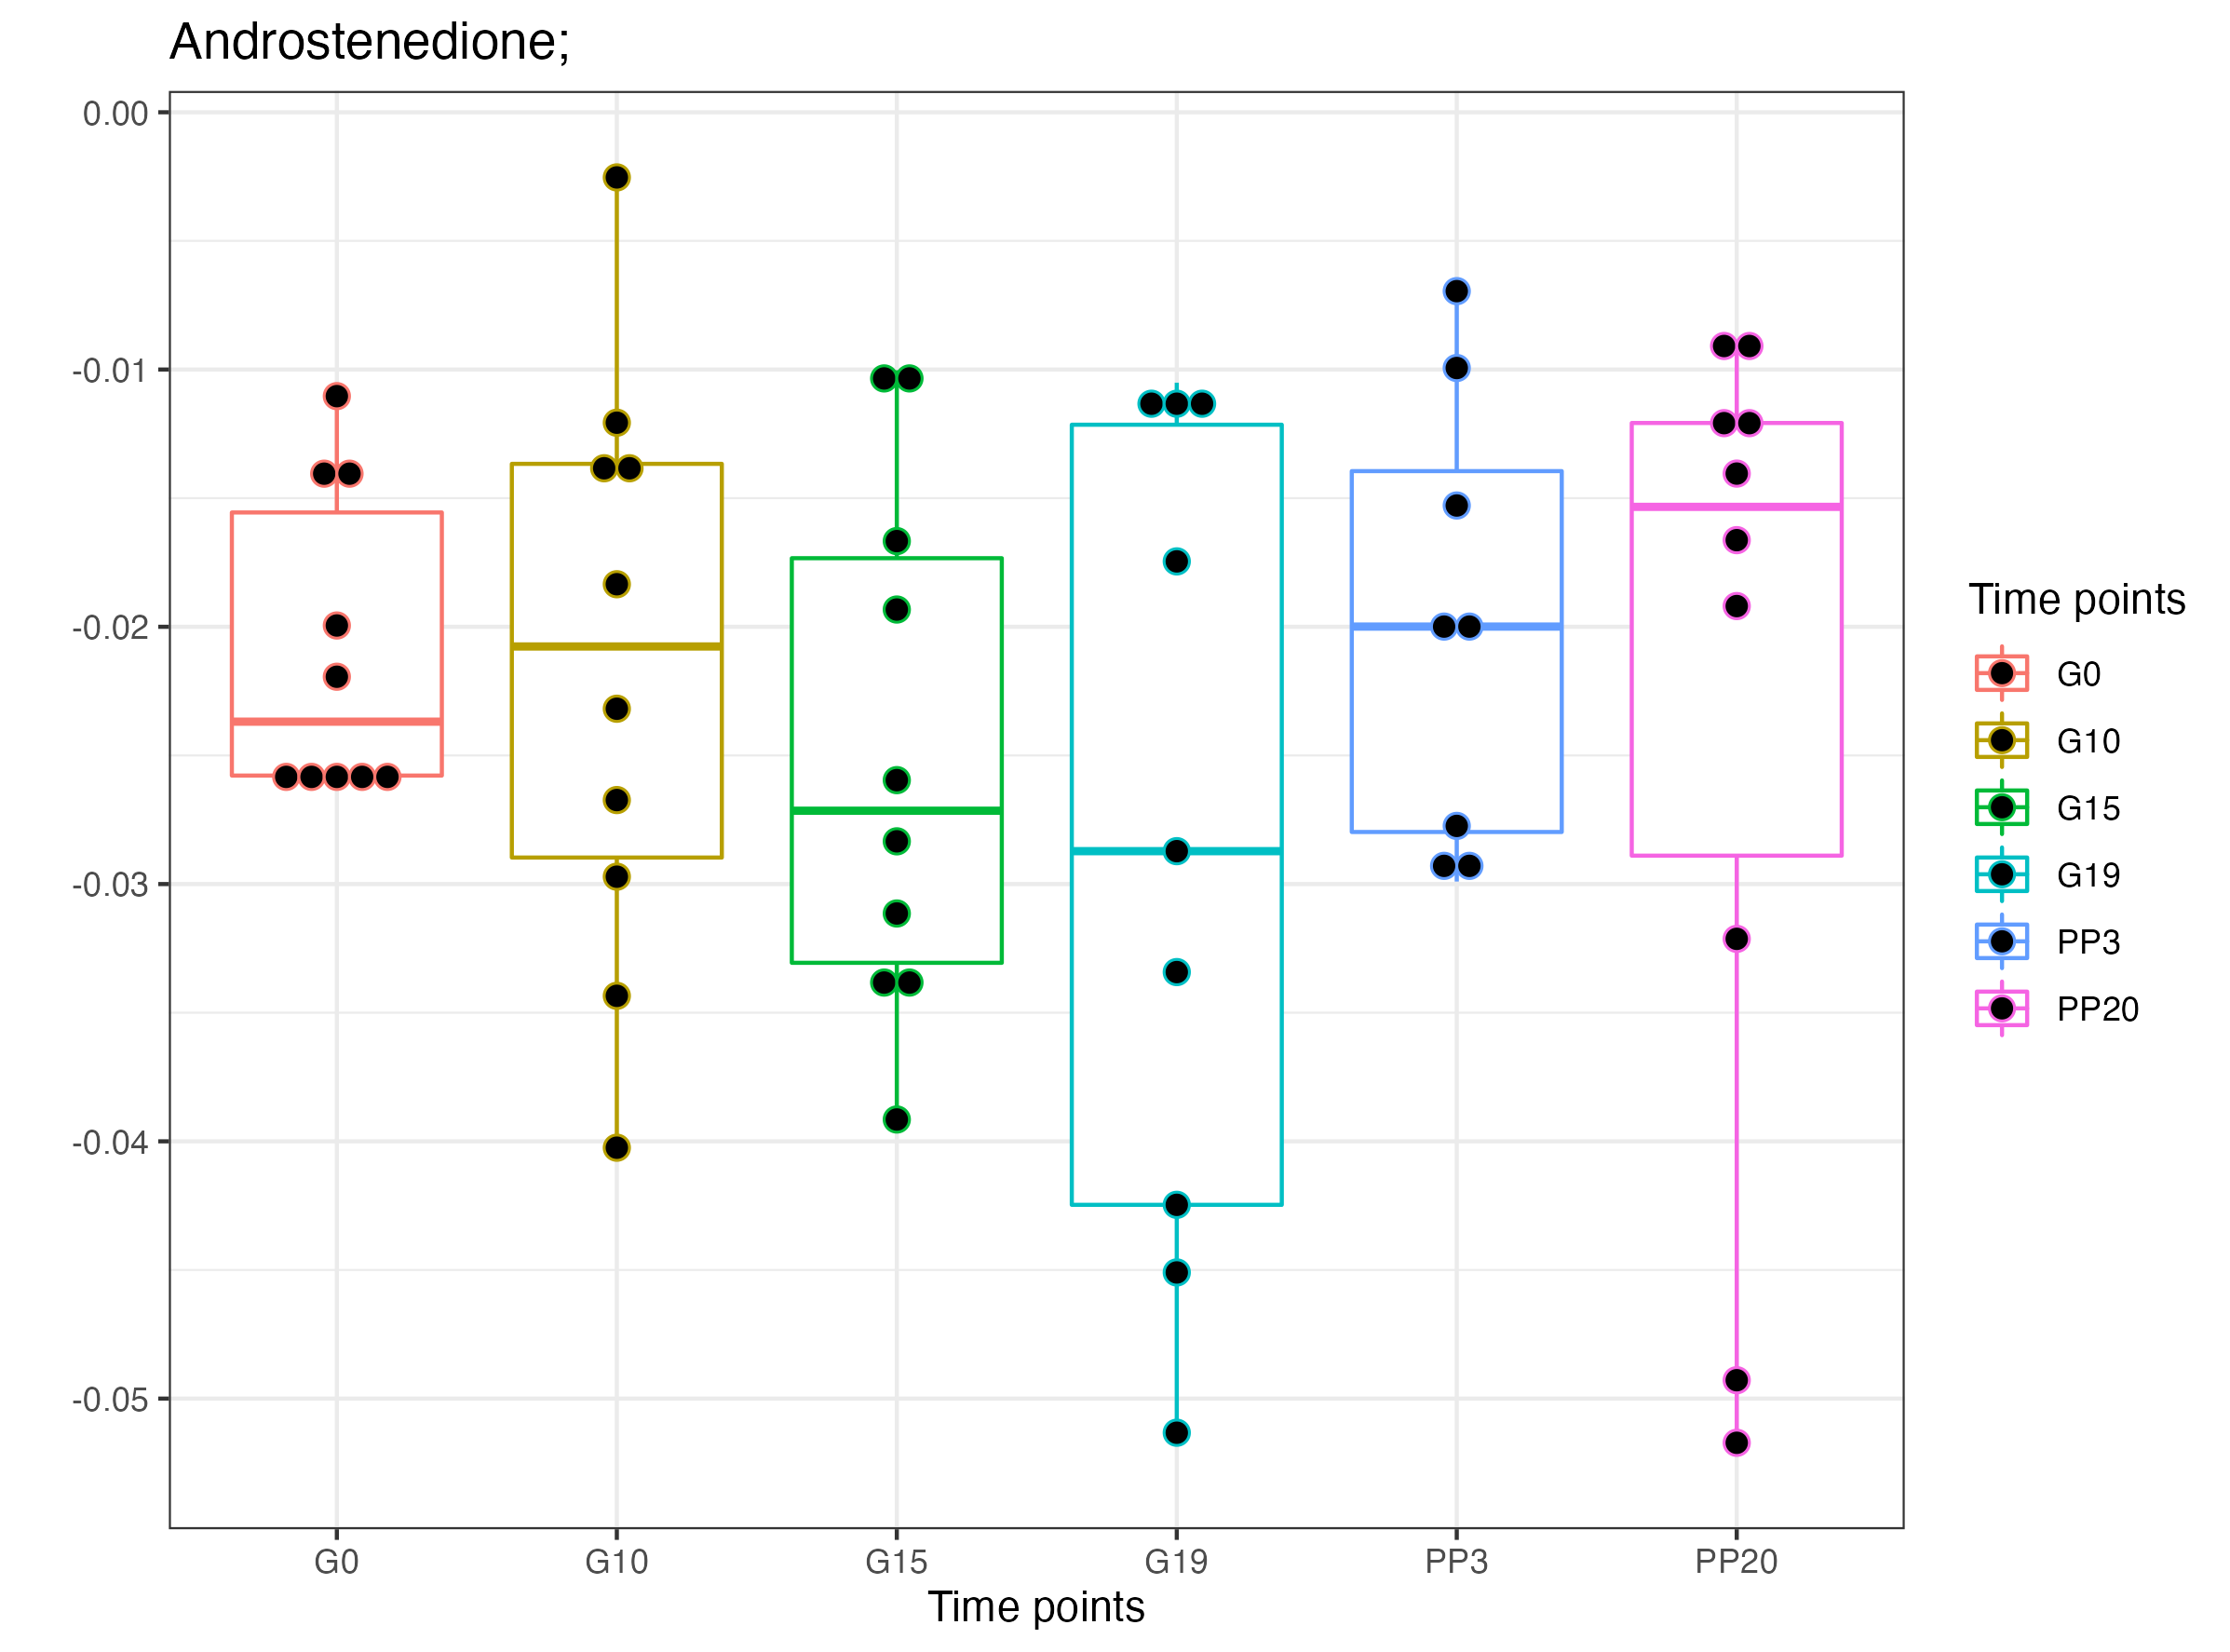 Androstenedione;
0.00
-0.01
-0.02
-0.03
-0.04
-0.05
G0 G10 G15 G19 PP3 PP20
Time points
Time points
G0
G10
G15
G19
PP3
PP20